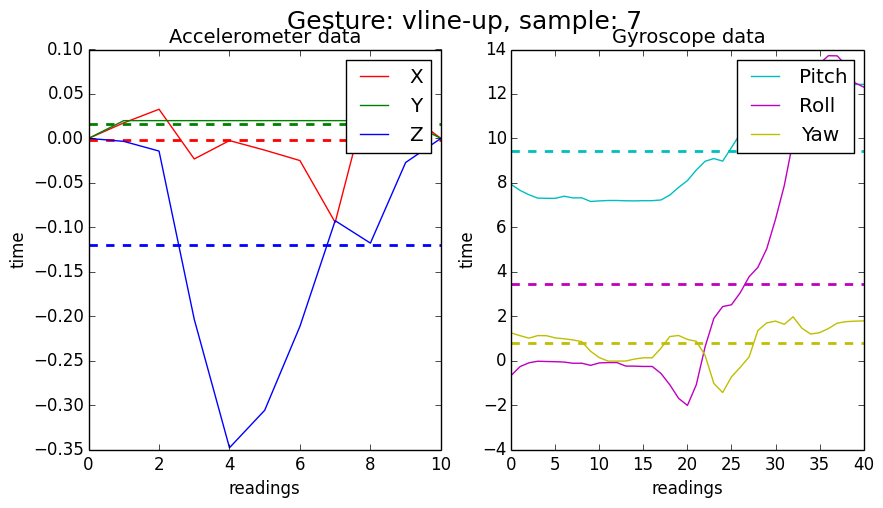 Gesture: vline-up, sample: 7
Accelerometer data
0.10
0.05
0.00
−0.05
−0.10
−0.15
−0.20
−0.25
−0.30
−0.35
time
X
Y
Z
0 2 4 6 8 10
readings
Gyroscope data
14
12
10
8
6
4
2
0
−2
−4
time
Pitch
Roll
Yaw
0 5 10 15 20 25 30 35 40
readings